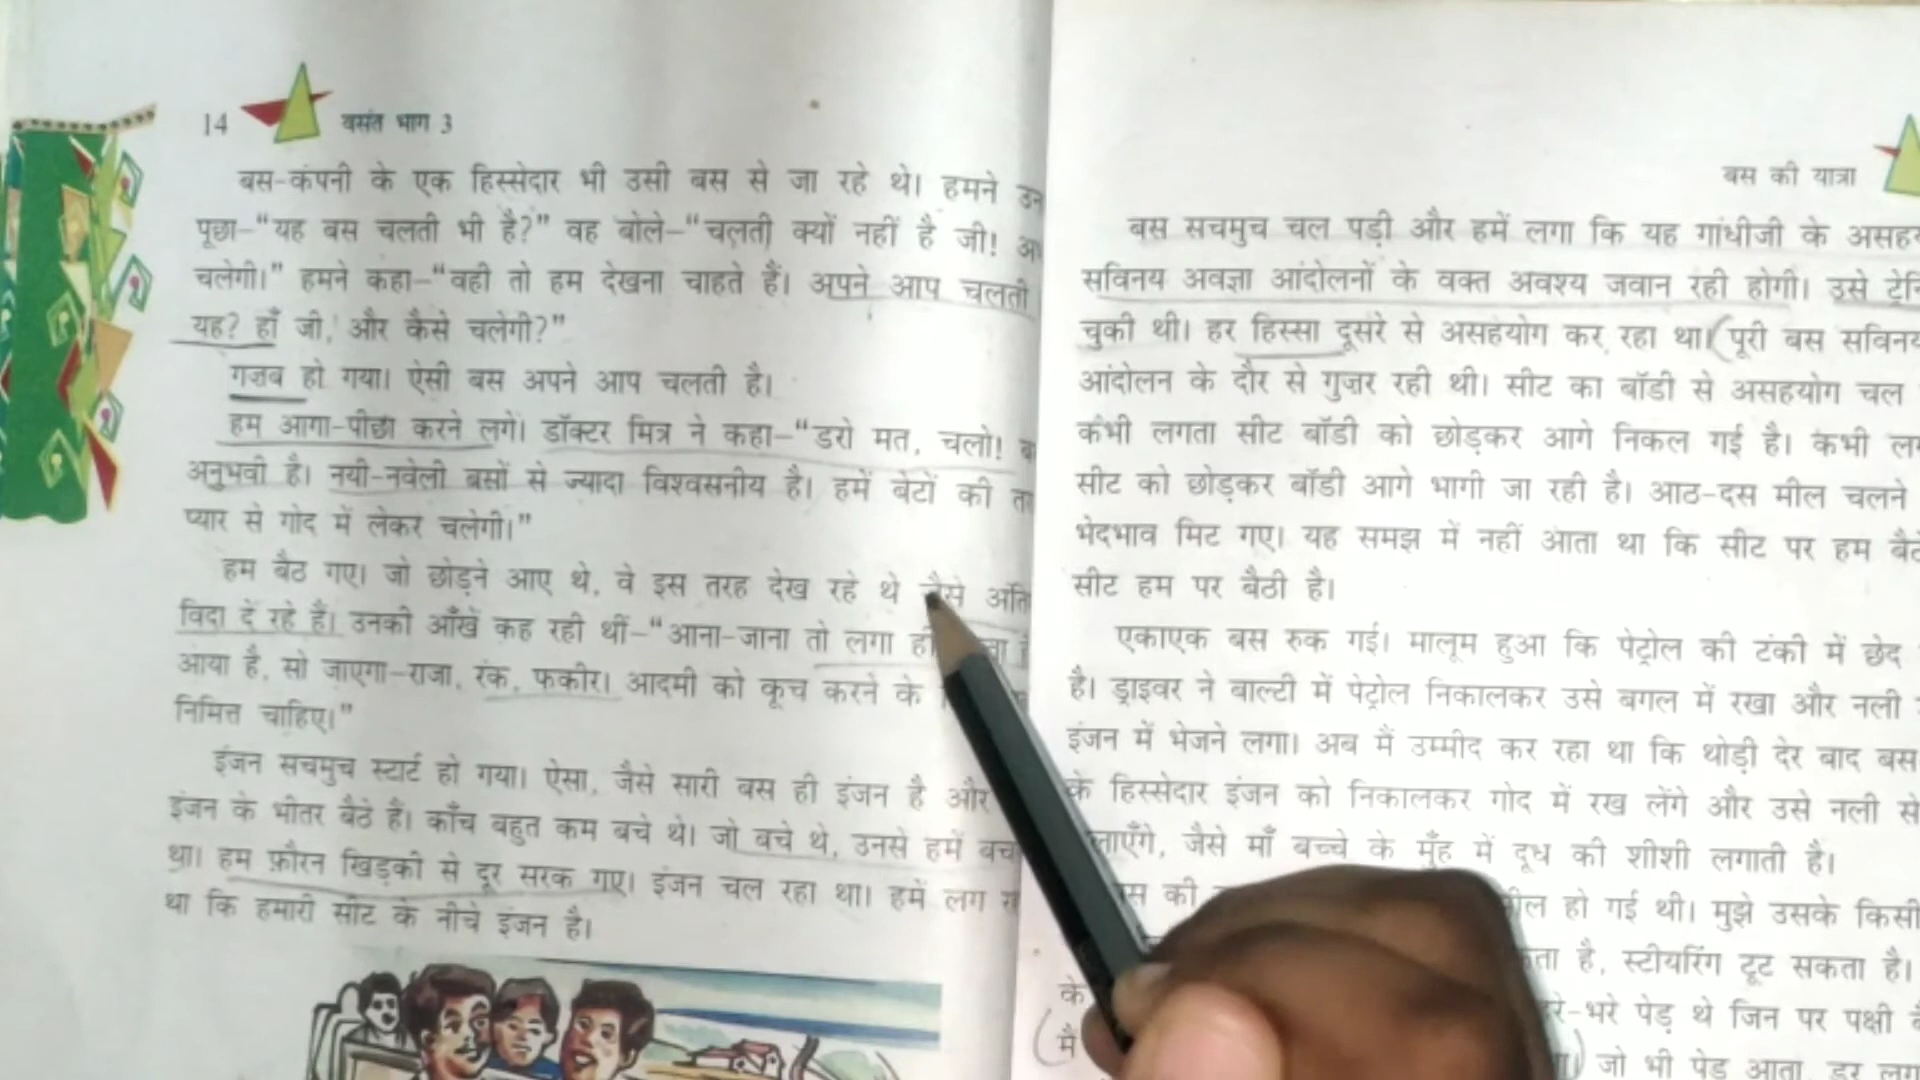 14 वसंत भाग 3
बस-कंपनी के एक हिस्सेदार भी उसी बस से जा रहे थे। हमने
पूछा–“यह बस चलती भी है?” वह बोले–“चलती क्यों नहीं है जी!
चलेगी।” हमने कहा–“वही तो हम देखना चाहते हैं। अपने आप चलती
यह? हाँ जी, और कैसे चलेगी?”
गज़ब हो गया। ऐसी बस अपने आप चलती है।
हम आगा-पीछा करने लगे। डॉक्टर मित्र ने कहा–“डरो मत, चलो!
अनुभवी है। नयी-नवेली बसों से ज्यादा विश्वसनीय है। हमें बेटों की
प्यार से गोद में लेकर चलेगी।”
हम बैठ गए। जो छोड़ने आए थे, वे इस तरह देख रहे थे जैसे
विदा दे रहे हैं। उनकी आँखें कह रही थीं–“आना-जाना तो लगा ही
आया है, सो जाएगा–राजा, रंक, फकीर। आदमी को कूच करने के
निमित्त चाहिए।”
इंजन सचमुच स्टार्ट हो गया। ऐसा, जैसे सारी बस ही इंजन है और
इंजन के भीतर बैठे हैं। काँच बहुत कम बचे थे। जो बचे थे, उनसे हमें
था। हम फ़ौरन खिड़की से दूर सरक गए। इंजन चल रहा था। हमें लग
था कि हमारी सीट के नीचे इंजन है।
बस की यात्रा
बस सचमुच चल पड़ी और हमें लगा कि यह गांधीजी के
सविनय अवज्ञा आंदोलनों के वक्त अवश्य जवान रही होगी। उसे
चुकी थी। हर हिस्सा दूसरे से असहयोग कर रहा था। (पूरी बस
आंदोलन के दौर से गुज़र रही थी। सीट का बॉडी से असहयोग चल
कभी लगता सीट बॉडी को छोड़कर आगे निकल गई है। कभी
सीट को छोड़कर बॉडी आगे भागी जा रही है। आठ-दस मील चलने
भेदभाव मिट गए। यह समझ में नहीं आता था कि सीट पर हम
सीट हम पर बैठी है।
एकाएक बस रुक गई। मालूम हुआ कि पेट्रोल की टंकी में छेद
है। ड्राइवर ने बाल्टी में पेट्रोल निकालकर उसे बगल में रखा और नली
इंजन में भेजने लगा। अब मैं उम्मीद कर रहा था कि थोड़ी देर बाद बस
के हिस्सेदार इंजन को निकालकर गोद में रख लेंगे और उसे नली से
जैसे माँ बच्चे के मुँह में दूध की शीशी लगाती है।
की हो गई थी। मुझे उसके किसी
है, स्टीयरिंग टूट सकता है।
के पेड़ थे जिन पर पक्षी
(मैं ) जो भी पेड़ आता, डर